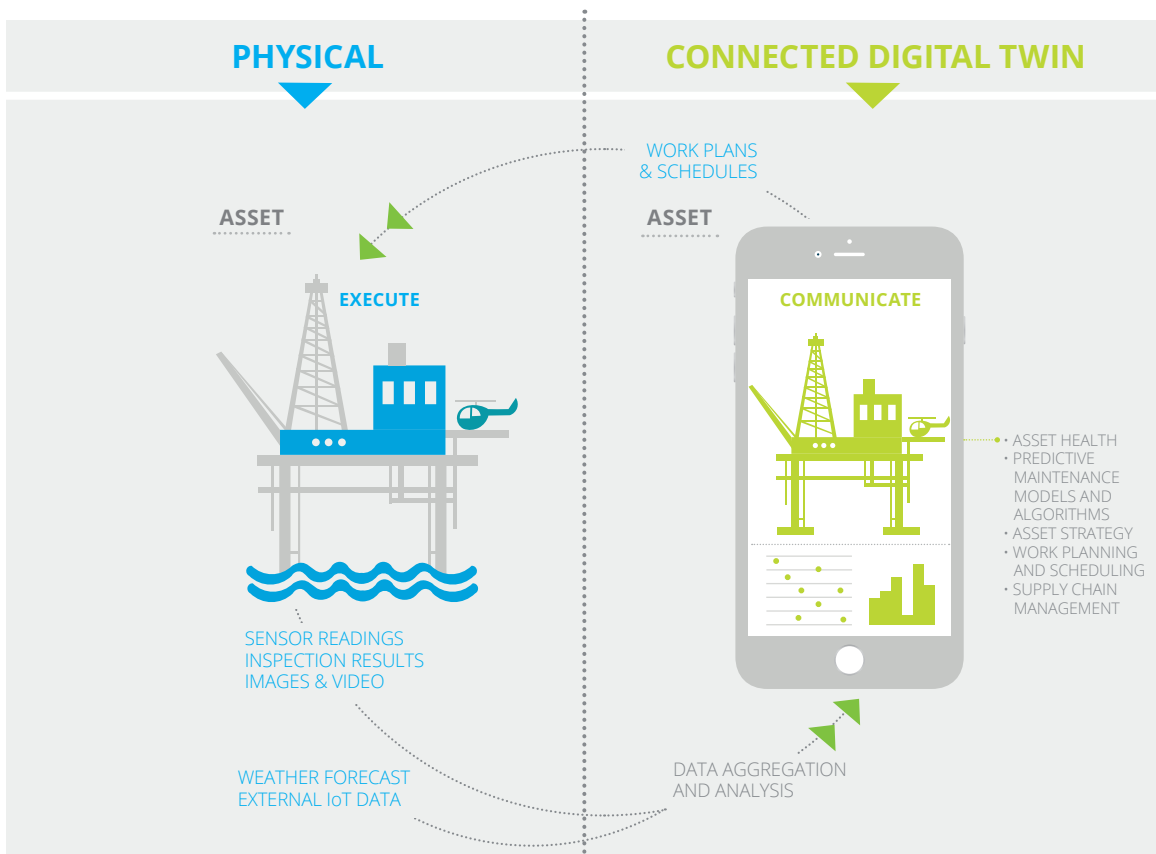 PHYSICAL
CONNECTED DIGITAL TWIN
WORK PLANS
& SCHEDULES
ASSET
EXECUTE
SENSOR READINGS
INSPECTION RESULTS
IMAGES & VIDEO
WEATHER FORECAST
EXTERNAL IoT DATA
ASSET
COMMUNICATE
• ASSET HEALTH
• PREDICTIVE
MAINTENANCE
MODELS AND
ALGORITHMS
• ASSET STRATEGY
• WORK PLANNING
AND SCHEDULING
• SUPPLY CHAIN
MANAGEMENT
DATA AGGREGATION
AND ANALYSIS